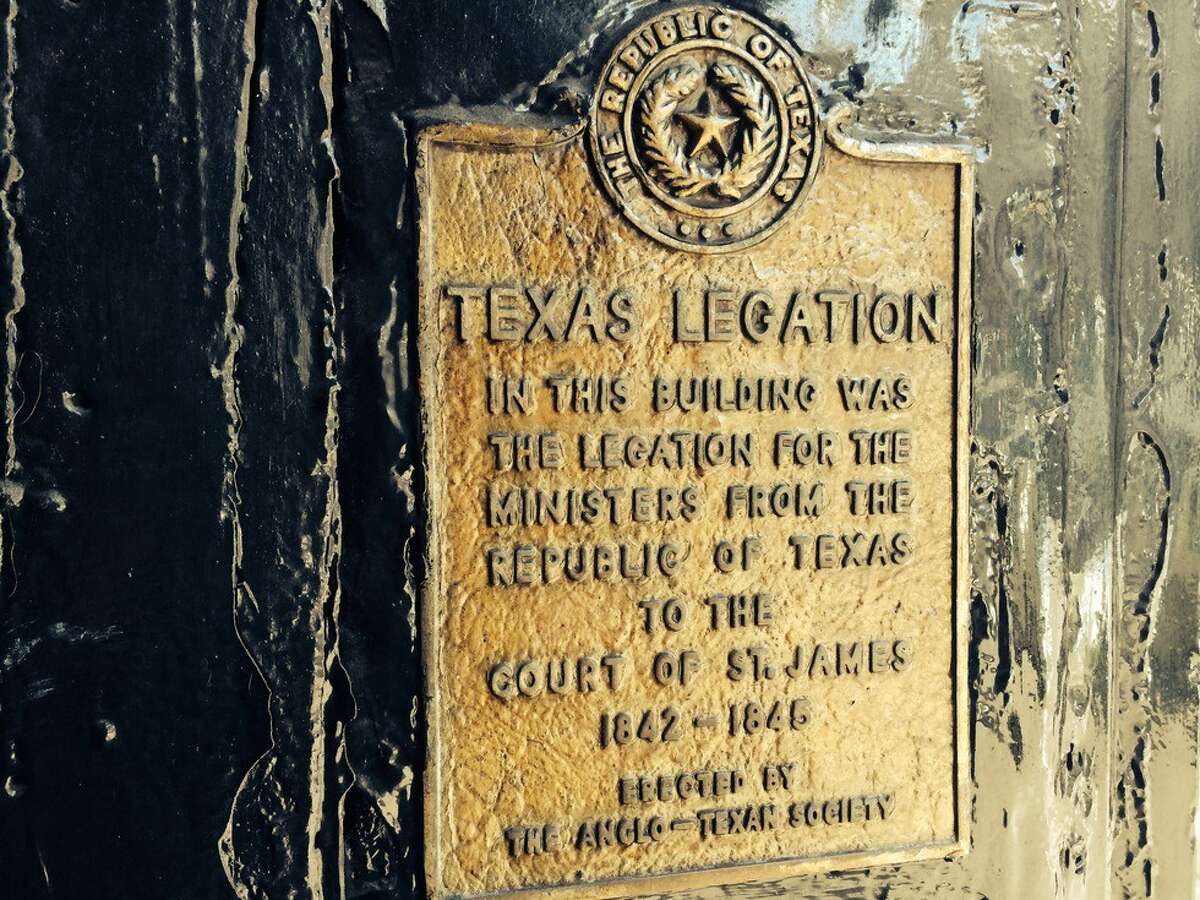 THE REPUBLIC OF TEXAS
TEXAS LEGATION
IN THIS BUILDING WAS
THE LEGATION FOR THE
MINISTERS FROM THE
REPUBLIC OF TEXAS
TO THE
COURT OF ST. JAMES
1842 - 1845
ERECTED BY
THE ANGLO - TEXAN SOCIETY